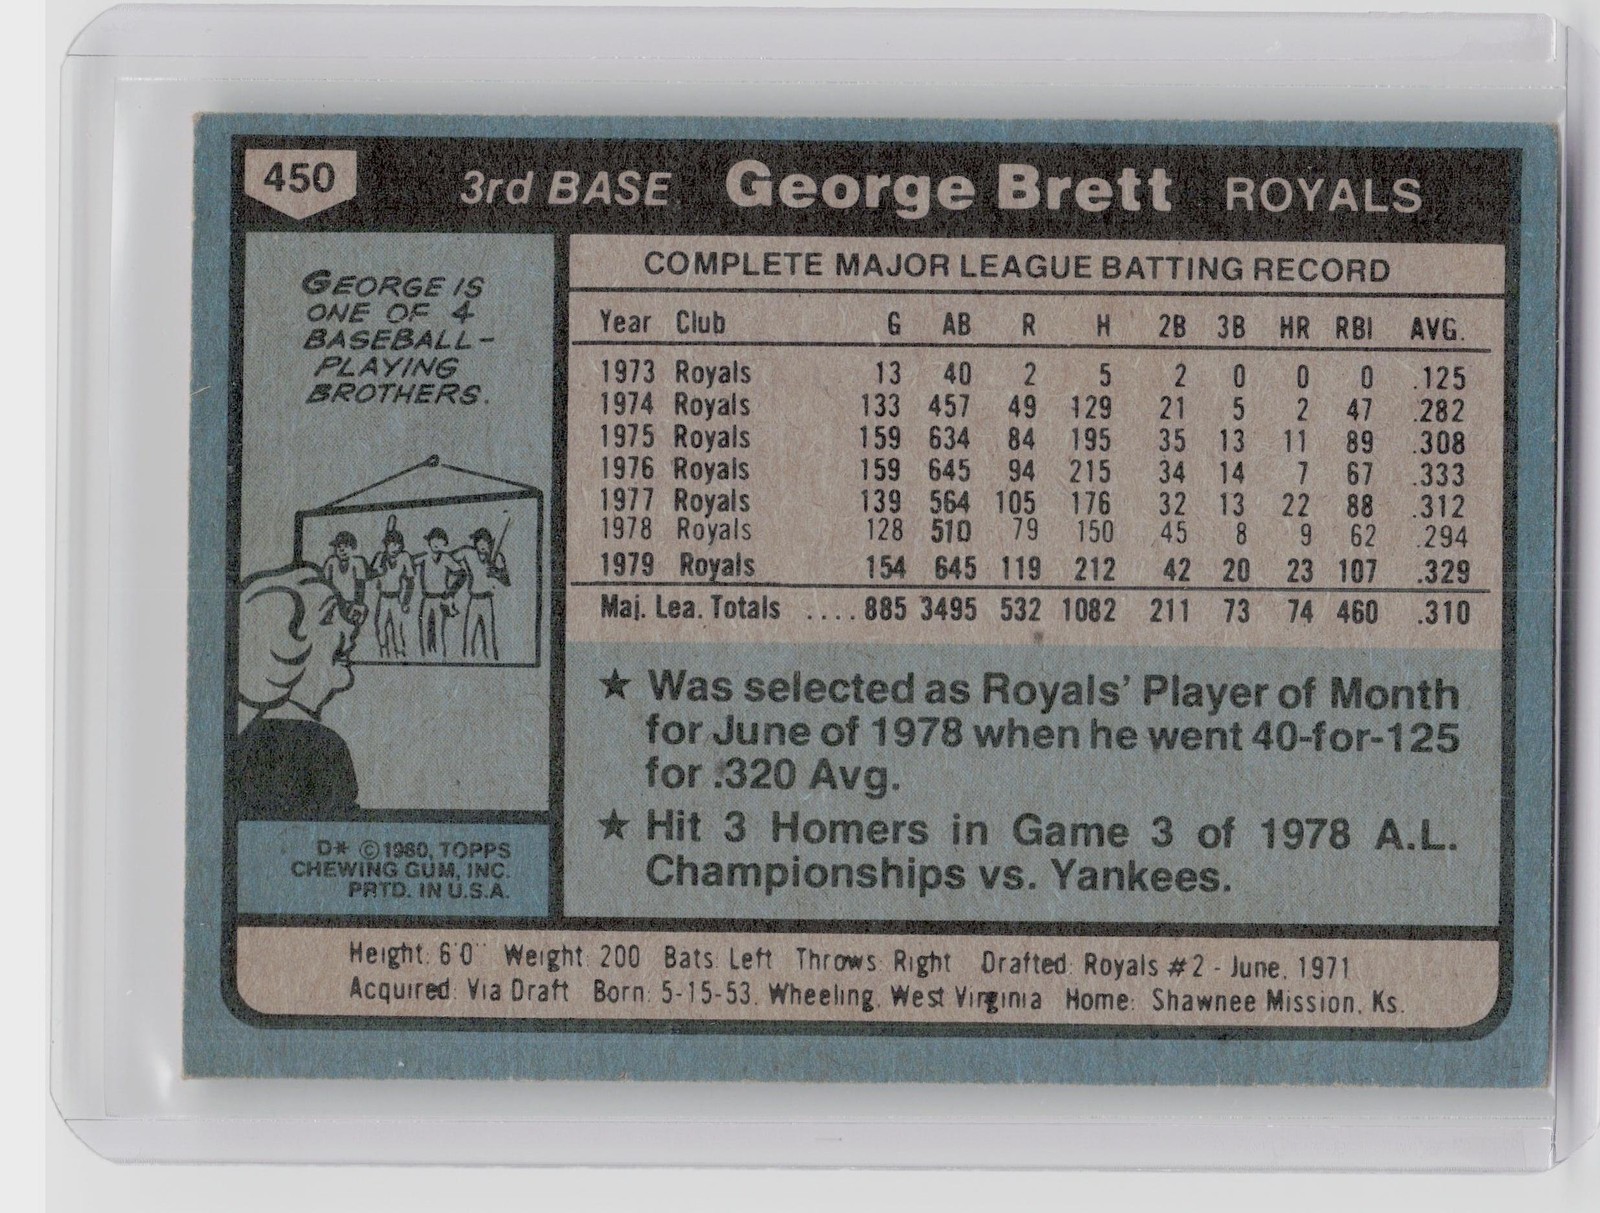 450 3rd BASE George Brett ROYALS
GEORGE IS
ONE OF 4
BASEBALL-
PLAYING
BROTHERS.
D* ©1980, TOPPS
CHEWING GUM, INC.
PRTD. IN U.S.A.
COMPLETE MAJOR LEAGUE BATTING RECORD
Year Club G AB R H 2B 3B HR RBI AVG.
1973 Royals 13 40 2 5 2 0 0 0 .125
1974 Royals 133 457 49 129 21 5 2 47 .282
1975 Royals 159 634 84 195 35 13 11 89 .308
1976 Royals 159 645 94 215 34 14 7 67 .333
1977 Royals 139 564 105 176 32 13 22 88 .312
1978 Royals 128 510 79 150 45 8 9 62 .294
1979 Royals 154 645 119 212 42 20 23 107 .329
Maj. Lea. Totals ....885 3495 532 1082 211 73 74 460 .310
★ Was selected as Royals' Player of Month
for June of 1978 when he went 40-for-125
for .320 Avg.
★ Hit 3 Homers in Game 3 of 1978 A.L.
Championships vs. Yankees.
Height: 6'0" Weight: 200 Bats: Left Throws: Right Drafted: Royals #2 - June, 1971
Acquired: Via Draft Born: 5-15-53, Wheeling, West Virginia Home: Shawnee Mission, Ks.